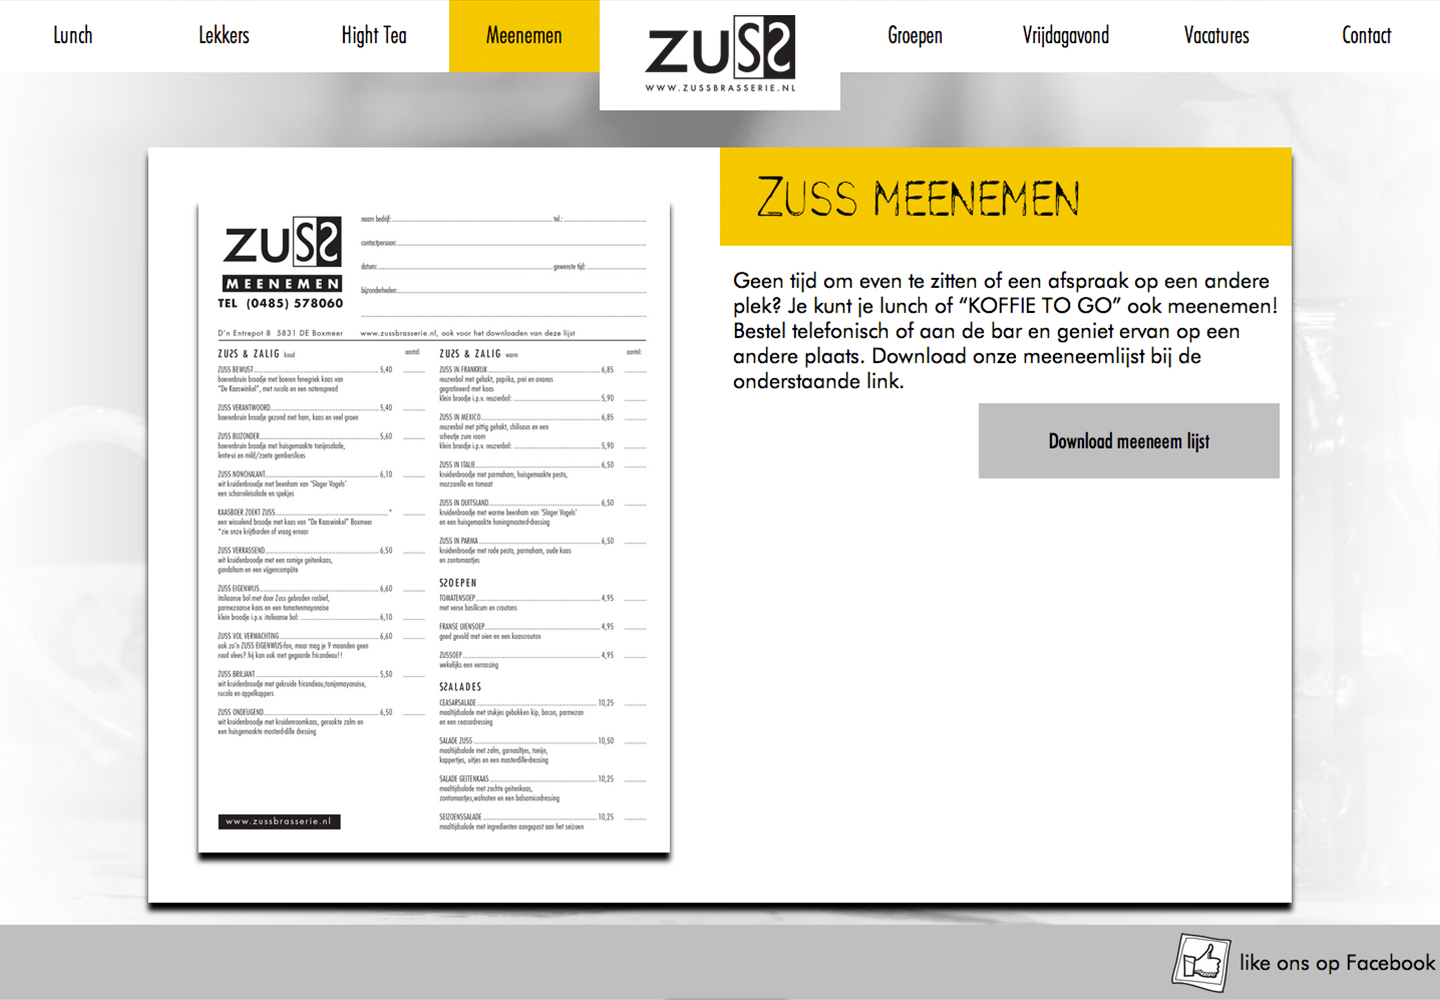 Lunch
Lekkers
Hight Tea
Meenemen
ZUSS
WWW.ZUSSBRASSERIE.NL
Groepen
Vrijdagavond
Vacatures
Contact
ZUSS
MEENEMEN
TEL (0485) 578060
naam bedrijf: tel.:
contactpersoon:
datum: gewenste tijd:
bijzonderheden:
D'n Entrepot 8 5831 DE Boxmeer www.zussbrasserie.nl, ook voor het downloaden van deze lijst
ZUSS & ZALIG koud aantal:
ZUSS BEWUST 5,40
boerenbruin broodje met boeren fenegriek kaas van
"De Kaaswinkel", met rucola en een notenspread
ZUSS VERANTWOORD 5,40
boerenbruin broodje gezond met ham, kaas en veel groen
ZUSS BIJZONDER 5,60
boerenbruin broodje met huisgemaakte tonijnsalade,
lente-ui en mild/zoete gemberslices
ZUSS NONCHALANT 6,10
wit kruidenbroodje met beenham van 'Slager Vogels'
een scharreleisalade en spekjes
KAASBOER ZOEKT ZUSS *
een wisselend broodje met kaas van "De Kaaswinkel" Boxmeer
*zie onze krijtborden of vraag ernaar
ZUSS VERRASSEND 6,50
wit kruidenbroodje met een romige geitenkaas,
gandaham en een vijgencompôte
ZUSS EIGENWIJS 6,60
italiaanse bol met door Zuss gebraden rosbief,
parmezaanse kaas en een tomatenmayonaise
klein broodje i.p.v. italiaanse bol: 6,10
ZUSS VOL VERWACHTING 6,60
ook zo'n ZUSS EIGENWIJS-fan, maar mag je 9 maanden geen
rood vlees? hij kan ook met gegaarde fricandeau!!
ZUSS BRILJANT 5,50
wit kruidenbroodje met gekruide fricandeau,tonijnmayonaise,
rucola en appelkappers
ZUSS ONDEUGEND 6,50
wit kruidenbroodje met kruidenroomkaas, gerookte zalm en
een huisgemaakte mosterd-dille dressing
www.zussbrasserie.nl
ZUSS & ZALIG warm aantal:
ZUSS IN FRANKRIJK 6,85
reuzenbol met gehakt, paprika, prei en ananas
gegratineerd met kaas
klein broodje i.p.v. reuzenbol: 5,90
ZUSS IN MEXICO 6,85
reuzenbol met pittig gehakt, chilisaus en een
scheutje zure room
klein broodje i.p.v. reuzenbol: 5,90
ZUSS IN ITALIE 6,50
kruidenbroodje met parmaham, huisgemaakte pesto,
mozzarella en tomaat
ZUSS IN DUITSLAND 6,50
kruidenbroodje met warme beenham van 'Slager Vogels'
en een huisgemaakte honingmosterd-dressing
ZUSS IN PARMA 6,50
kruidenbroodje met rode pesto, parmaham, oude kaas
en zontomaatjes
SSOEPEN
TOMATENSOEP 4,95
met verse basilicum en croutons
FRANSE UIENSOEP 4,95
goed gevuld met uien en een kaascrouton
ZUSSOEP 4,95
wekelijks een verrassing
SSALADES
CEASARSALADE 10,25
maaltijdsalade met stukjes gebakken kip, bacon, parmezan
en een ceasardressing
SALADE ZUSS 10,50
maaltijdsalade met zalm, garnaaltjes, tonijn,
kappertjes, uitjes en een mosterdille-dressing
SALADE GEITENKAAS 10,25
maaltijdsalade met zachte geitenkaas,
zontomaatjes,walnoten en een balsamicodressing
SEIZOENSSALADE 10,25
maaltijdsalade met ingredienten aangepast aan het seizoen
ZUSS MEENEMEN
Geen tijd om even te zitten of een afspraak op een andere
plek? Je kunt je lunch of “KOFFIE TO GO” ook meenemen!
Bestel telefonisch of aan de bar en geniet ervan op een
andere plaats. Download onze meeneemlijst bij de
onderstaande link.
Download meeneem lijst
like ons op Facebook